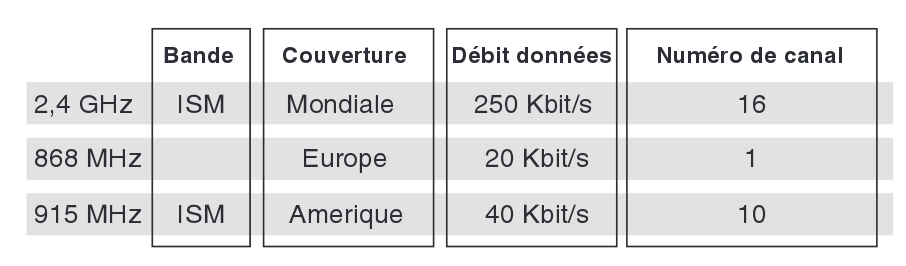 Bande Couverture Débit données Numéro de canal
2,4 GHz ISM Mondiale 250 Kbit/s 16
868 MHz Europe 20 Kbit/s 1
915 MHz ISM Amerique 40 Kbit/s 10